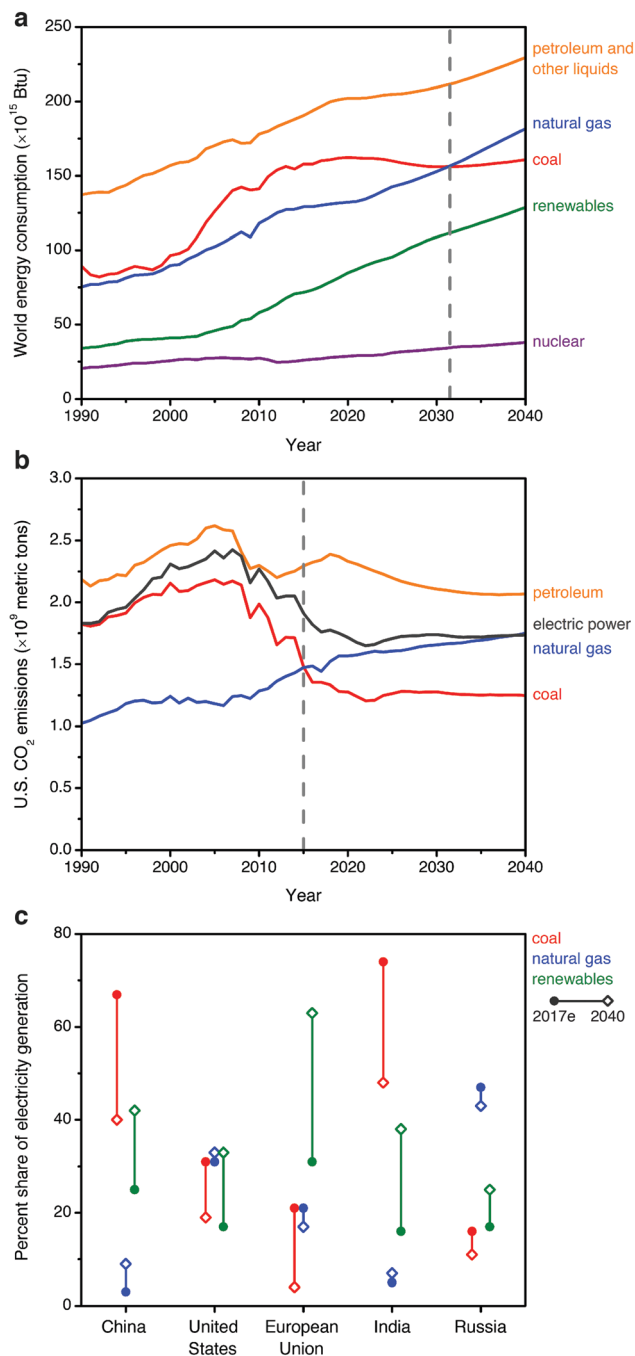 a
World energy consumption (×10¹⁵ Btu)
250
200
150
100
50
0
petroleum and
other liquids
natural gas
coal
renewables
nuclear
1990
2000
2010
2020
2030
2040
Year
b
U.S. CO₂ emissions (×10⁹ metric tons)
3.0
2.5
2.0
1.5
1.0
0.5
0.0
petroleum
electric power
natural gas
coal
1990
2000
2010
2020
2030
2040
Year
c
Percent share of electricity generation
80
60
40
20
0
coal
natural gas
renewables
2017e
2040
China
United
States
European
Union
India
Russia